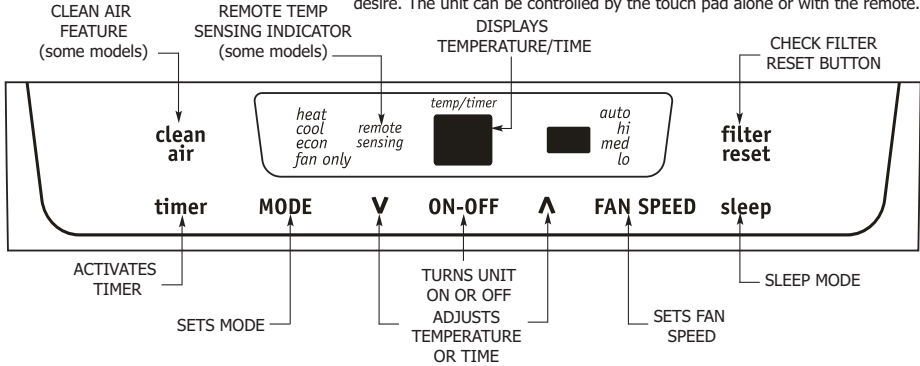 desire. The unit can be controlled by the touch pad alone or with the remote.
CLEAN AIR
FEATURE
(some models)
REMOTE TEMP
SENSING INDICATOR
(some models)
DISPLAYS
TEMPERATURE/TIME
CHECK FILTER
RESET BUTTON
clean
air
heat
cool
econ
fan only
remote
sensing
temp/timer
auto
hi
med
lo
filter
reset
timer
MODE
V
ON-OFF
Λ
FAN SPEED
sleep
ACTIVATES
TIMER
SETS MODE
TURNS UNIT
ON OR OFF
ADJUSTS
TEMPERATURE
OR TIME
SETS FAN
SPEED
SLEEP MODE